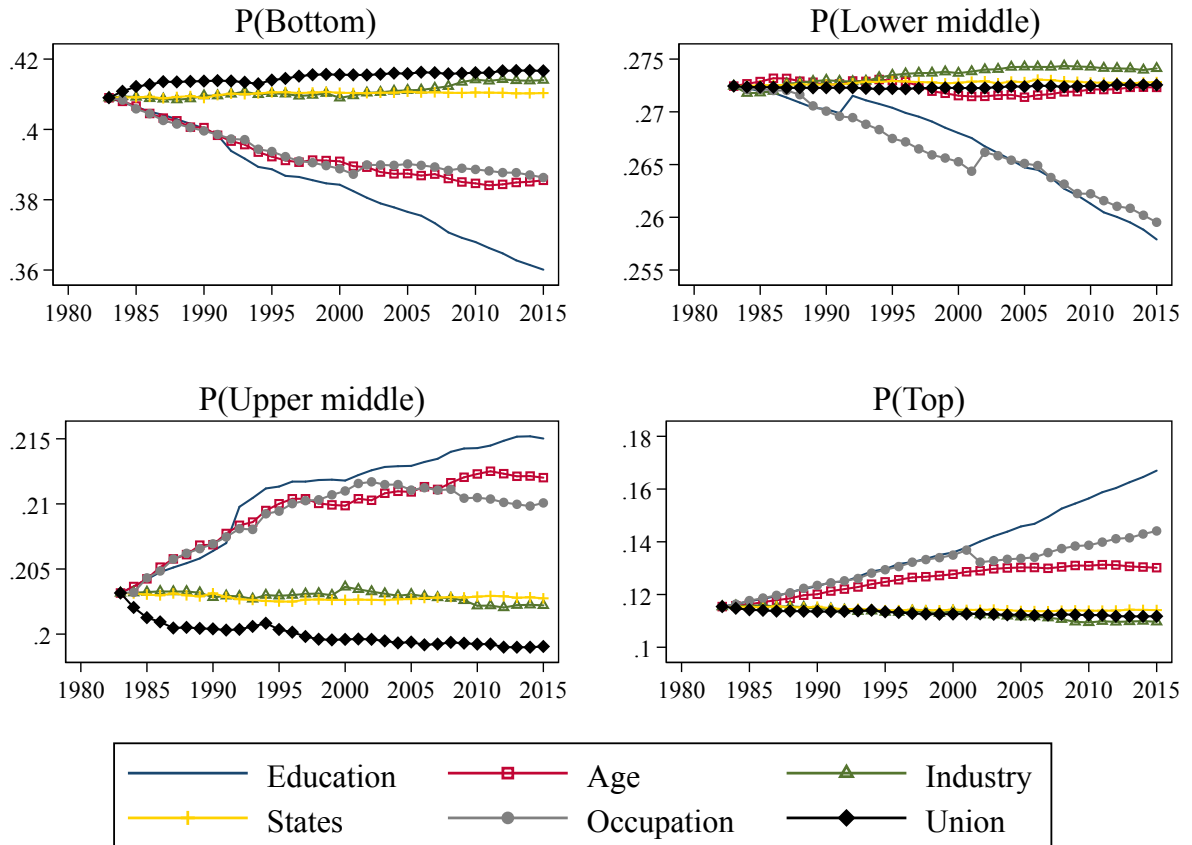 P(Bottom) P(Lower middle)
.42
.4
.38
.36
1980 1985 1990 1995 2000 2005 2010 2015
.275
.27
.265
.26
.255
1980 1985 1990 1995 2000 2005 2010 2015
P(Upper middle) P(Top)
.215
.21
.205
.2
1980 1985 1990 1995 2000 2005 2010 2015
.18
.16
.14
.12
.1
1980 1985 1990 1995 2000 2005 2010 2015
Education Age Industry
States Occupation Union